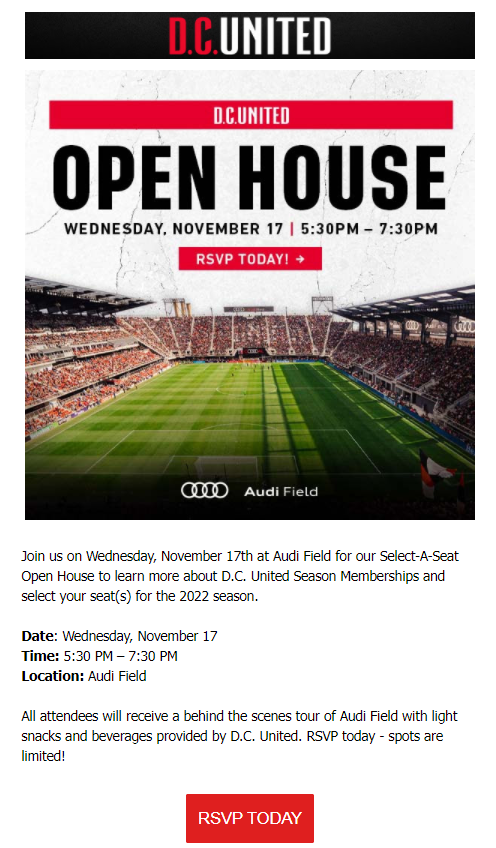 D.C.UNITED
D.C.UNITED
OPEN HOUSE
WEDNESDAY, NOVEMBER 17 | 5:30PM – 7:30PM
RSVP TODAY! →
Audi Field
Join us on Wednesday, November 17th at Audi Field for our Select-A-Seat
Open House to learn more about D.C. United Season Memberships and
select your seat(s) for the 2022 season.
Date: Wednesday, November 17
Time: 5:30 PM – 7:30 PM
Location: Audi Field
All attendees will receive a behind the scenes tour of Audi Field with light
snacks and beverages provided by D.C. United. RSVP today - spots are
limited!
RSVP TODAY